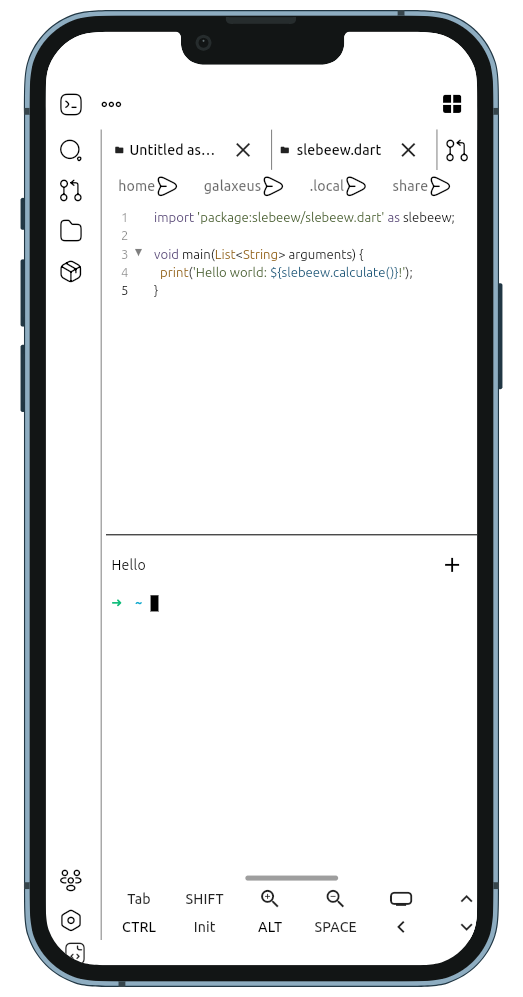 Untitled as... slebeew.dart
home galaxeus .local share
1 import 'package:slebeew/slebeew.dart' as slebeew;
2
3 void main(List<String> arguments) {
4 print('Hello world: ${slebeew.calculate()}!');
5 }
Hello
~
Tab SHIFT
CTRL Init ALT SPACE